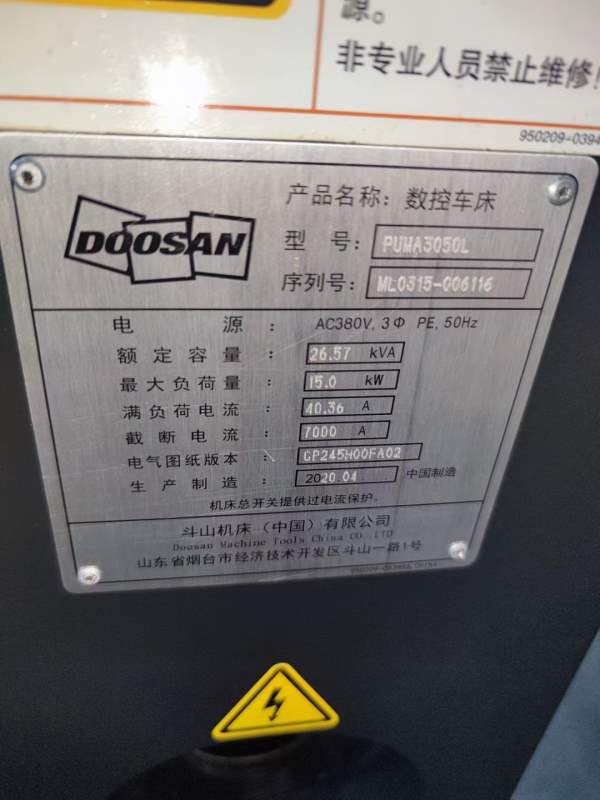 源。
非专业人员禁止维修!
950209-0394
DOOSAN
产品名称: 数控车床
型 号: PUMA3050L
序列号: ML0315-006116
电 源 : AC380V, 3Φ PE, 50Hz
额定容量 : 26.57 kVA
最大负荷量 : 15.0 kW
满负荷电流 : 40.36 A
截断电流 : 7000 A
电气图纸版本 : CP245H00FA02
生产制造 : 2020.04 中国制造
机床总开关提供过电流保护。
斗山机床（中国）有限公司
Doosan Machine Tools China CO.,LTD
山东省烟台市经济技术开发区斗山一路1号